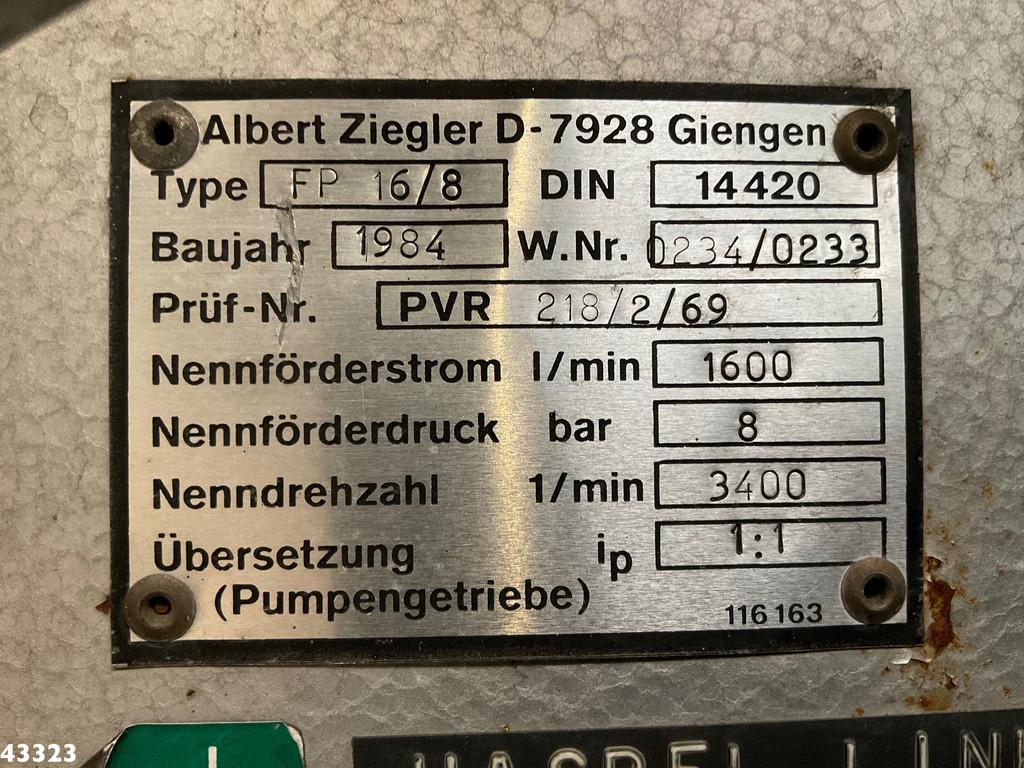 Albert Ziegler D-7928 Giengen
Type FP 16/8 DIN 14420
Baujahr 1984 W.Nr. 0234/0233
Prüf-Nr. PVR 218/2/69
Nennförderstrom l/min 1600
Nennförderdruck bar 8
Nenndrehzahl 1/min 3400
Übersetzung ip 1:1
(Pumpengetriebe)
116 163
43323
HASPEL